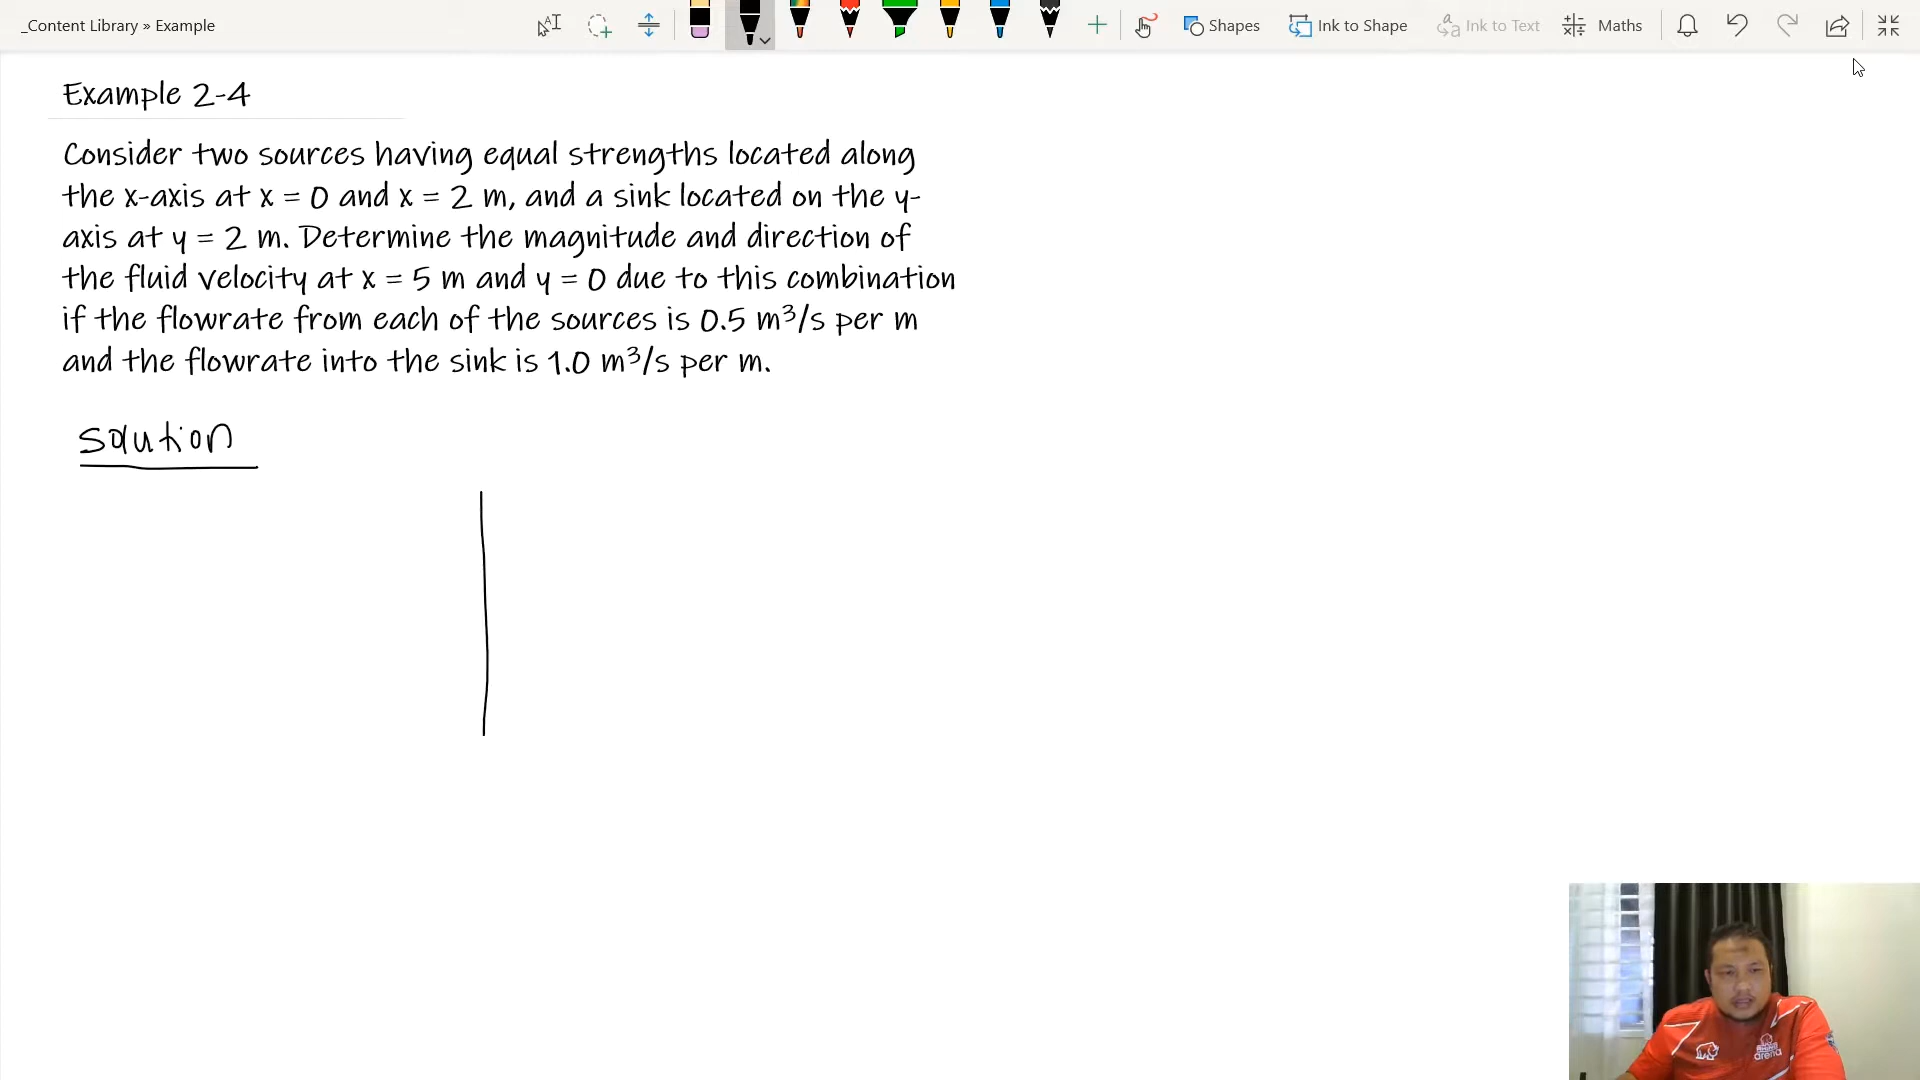 _Content Library » Example
Shapes
Ink to Shape
Ink to Text
Maths
Example 2-4
Consider two sources having equal strengths located along
the x-axis at x = 0 and x = 2 m, and a sink located on the y-
axis at y = 2 m. Determine the magnitude and direction of
the fluid velocity at x = 5 m and y = 0 due to this combination
if the flowrate from each of the sources is 0.5 m³/s per m
and the flowrate into the sink is 1.0 m³/s per m.
solution
arena